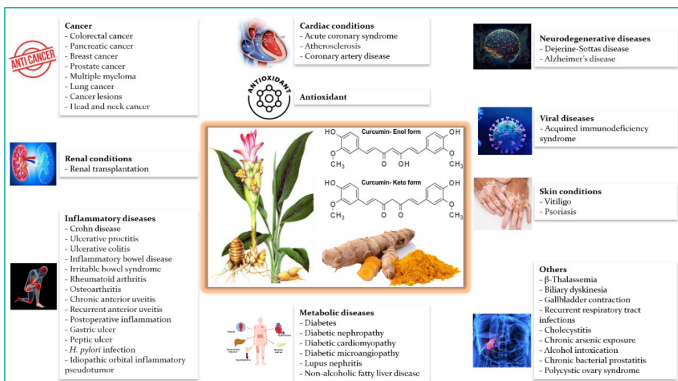 ANTI CANCER
Cancer
- Colorectal cancer
- Pancreatic cancer
- Breast cancer
- Prostate cancer
- Multiple myeloma
- Lung cancer
- Cancer lesions
- Head and neck cancer
Renal conditions
- Renal transplantation
Inflammatory diseases
- Crohn disease
- Ulcerative proctitis
- Ulcerative colitis
- Inflammatory bowel disease
- Irritable bowel syndrome
- Rheumatoid arthritis
- Osteoarthritis
- Chronic anterior uveitis
- Recurrent anterior uveitis
- Postoperative inflammation
- Gastric ulcer
- Peptic ulcer
- H. pylori infection
- Idiopathic orbital inflammatory
pseudotumor
Cardiac conditions
- Acute coronary syndrome
- Atherosclerosis
- Coronary artery disease
ANTIOXIDANT
Antioxidant
Curcumin- Enol form
HO
OH
OCH3
OCH3
O
OH
Curcumin- Keto form
HO
OH
OCH3
OCH3
O
O
Metabolic diseases
- Diabetes
- Diabetic nephropathy
- Diabetic cardiomyopathy
- Diabetic microangiopathy
- Lupus nephritis
- Non-alcoholic fatty liver disease
Neurodegenerative diseases
- Dejerine-Sottas disease
- Alzheimer's disease
Viral diseases
- Acquired immunodeficiency
syndrome
Skin conditions
- Vitiligo
- Psoriasis
Others
- β-Thalassemia
- Biliary dyskinesia
- Gallbladder contraction
- Recurrent respiratory tract
infections
- Cholecystitis
- Chronic arsenic exposure
- Alcohol intoxication
- Chronic bacterial prostatitis
- Polycystic ovary syndrome